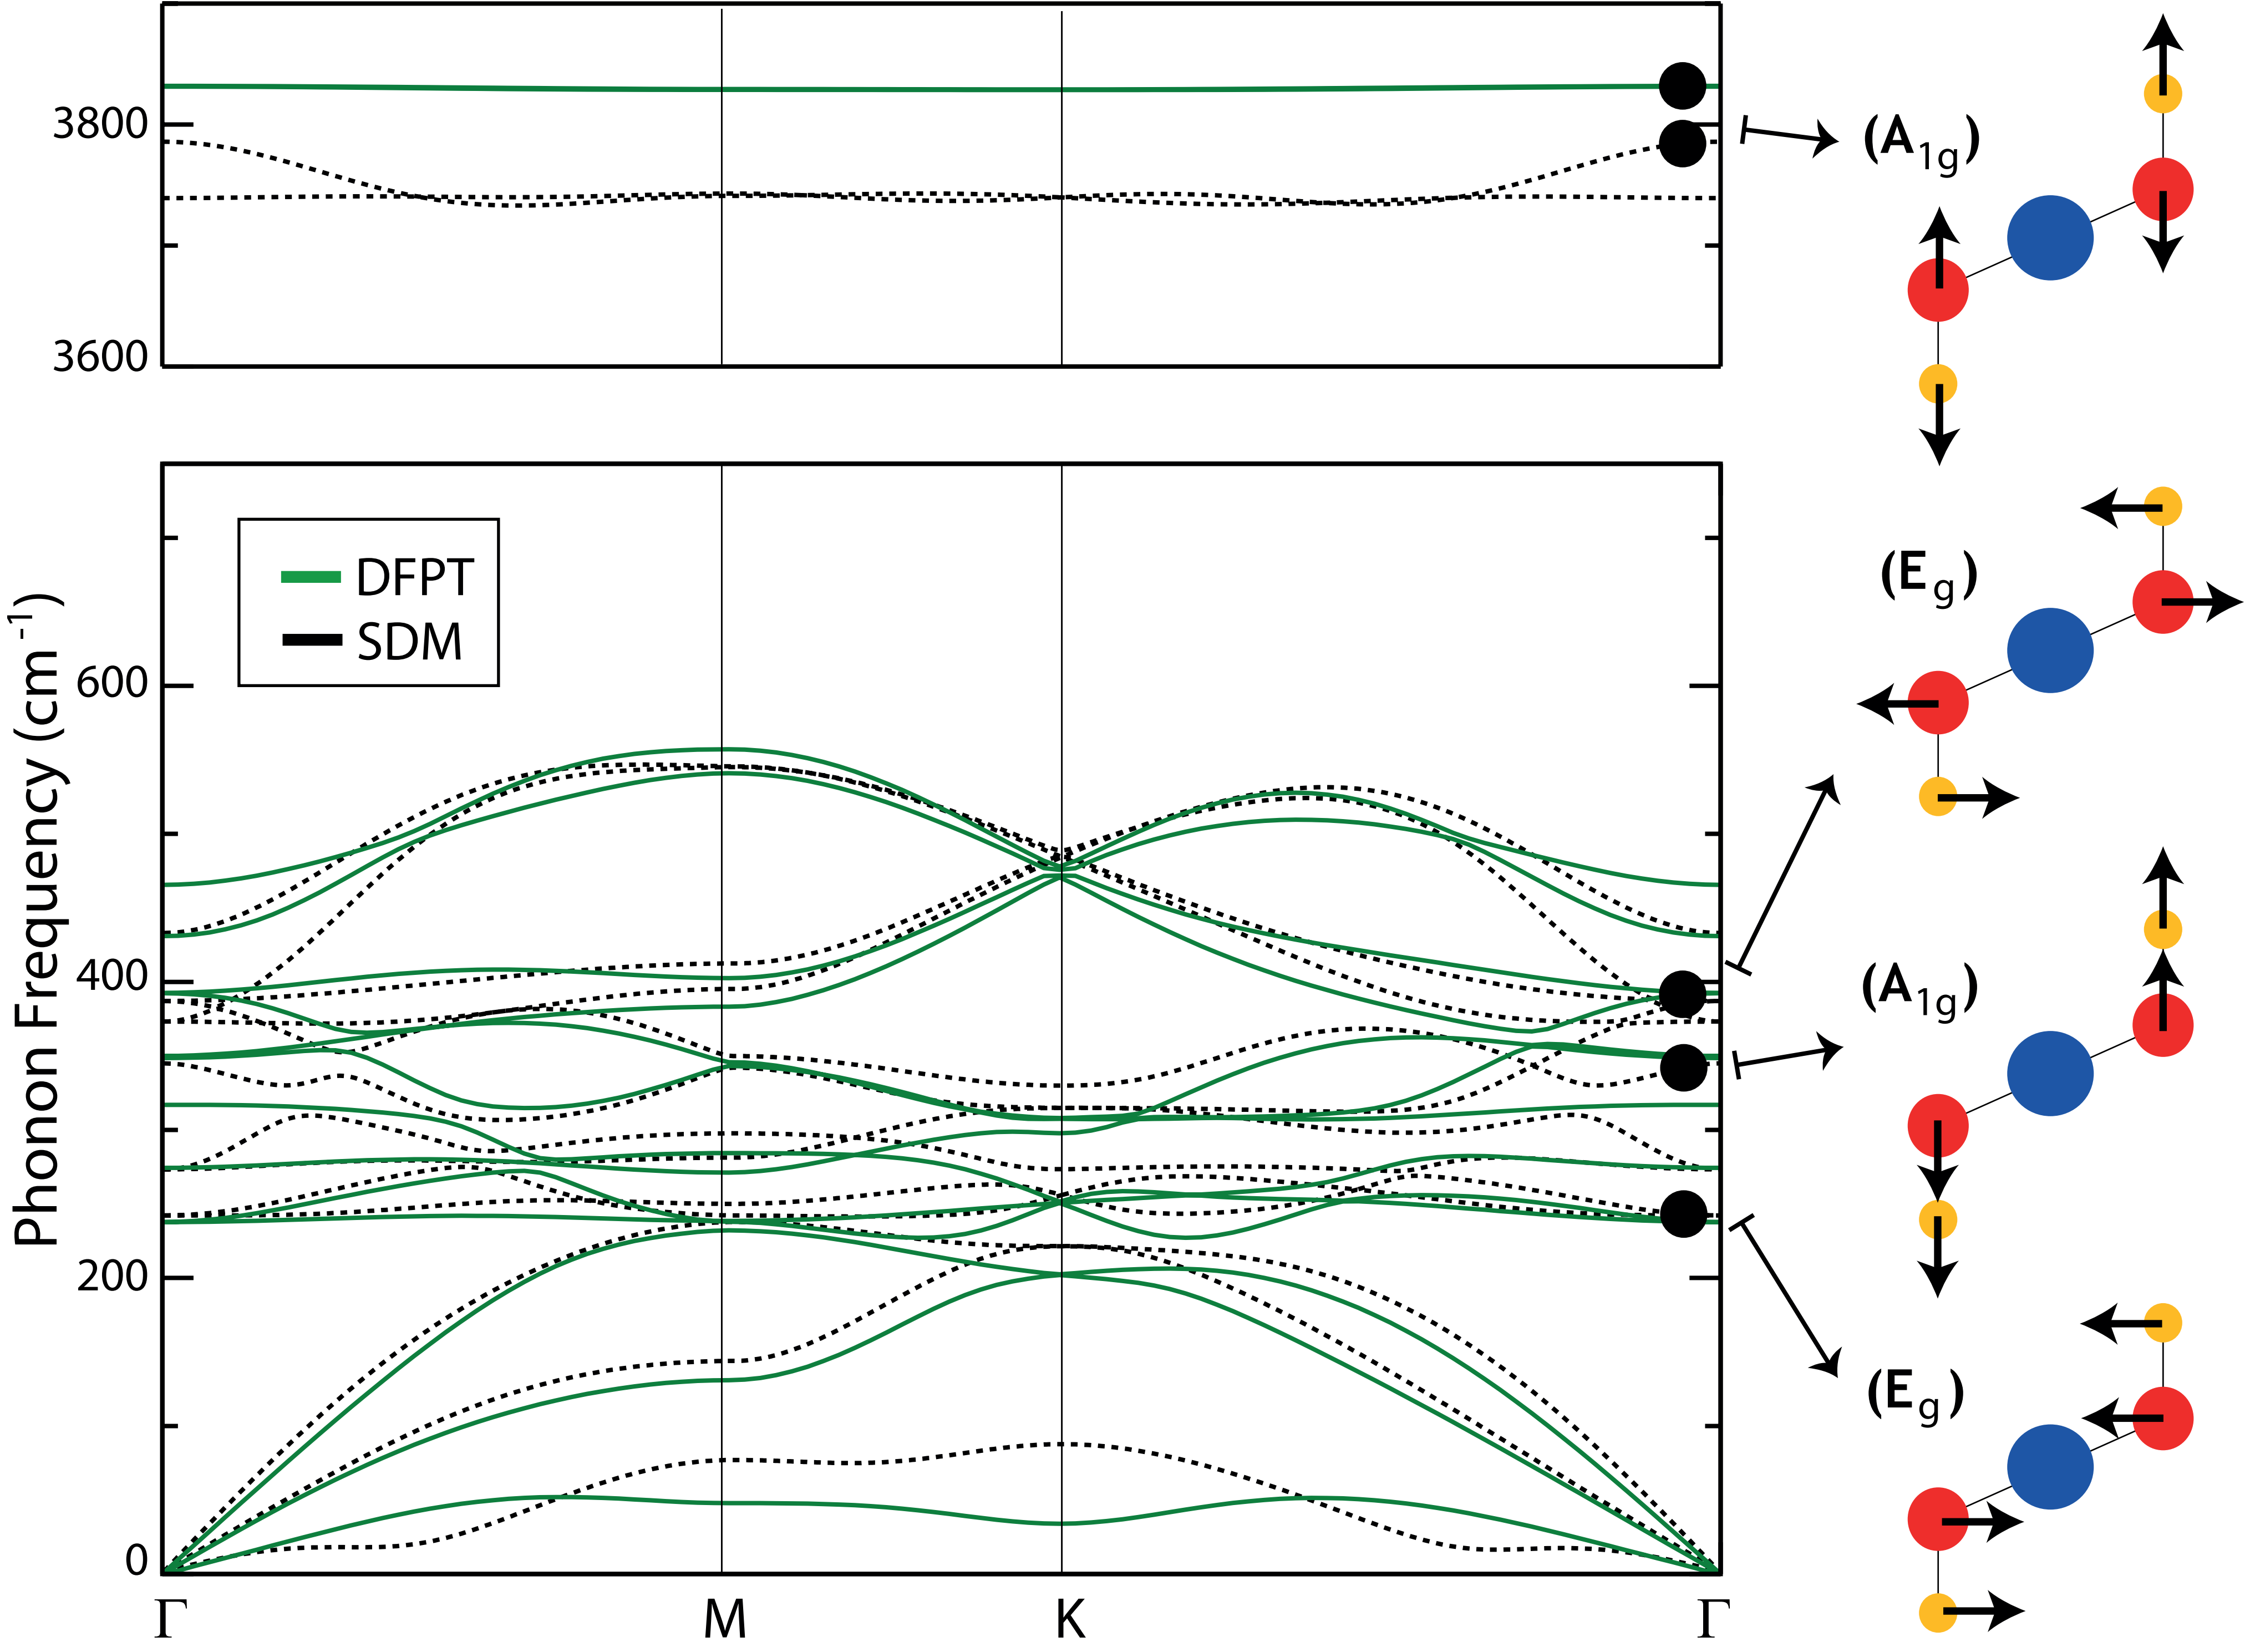 3800
3600
(A1g)
Phonon Frequency (cm-1)
DFPT
SDM
600
400
200
0
Γ
M
K
Γ
(Eg)
(A1g)
(Eg)